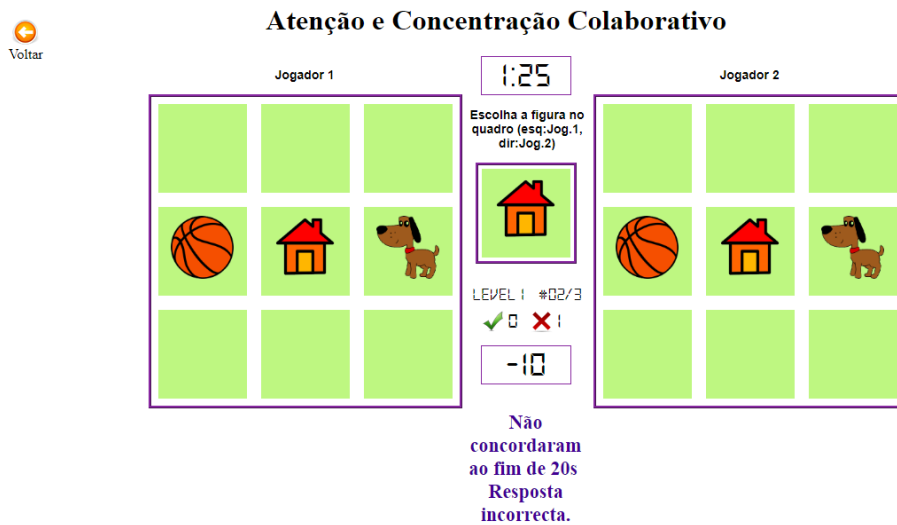 Atenção e Concentração Colaborativo
Voltar
Jogador 1
1:25
Jogador 2
Escolha a figura no
quadro (esq:Jog.1,
dir:Jog.2)
LEVEL 1 #02/3
0 1
-10
Não
concordaram
ao fim de 20s
Resposta
incorrecta.